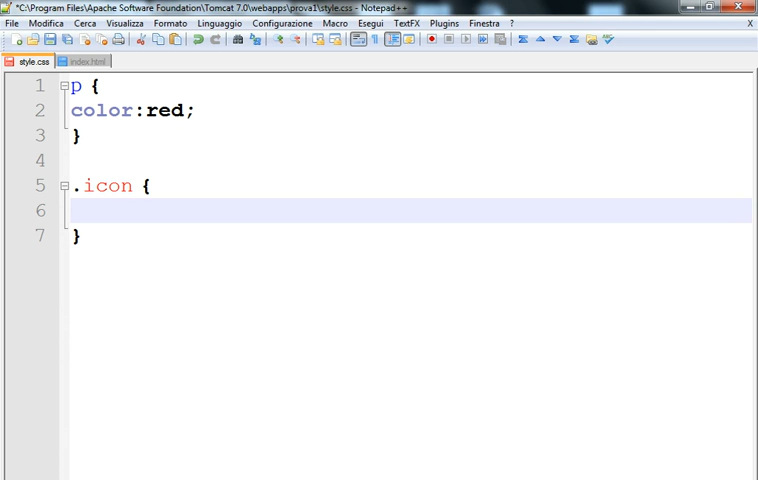 *C:\Program Files\Apache Software Foundation\Tomcat 7.0\webapps\prova1\style.css - Notepad++
File Modifica Cerca Visualizza Formato Linguaggio Configurazione Macro Esegui TextFX Plugins Finestra ? X
style.css index.html
1 p {
2 color:red;
3 }
4
5 .icon {
6
7 }